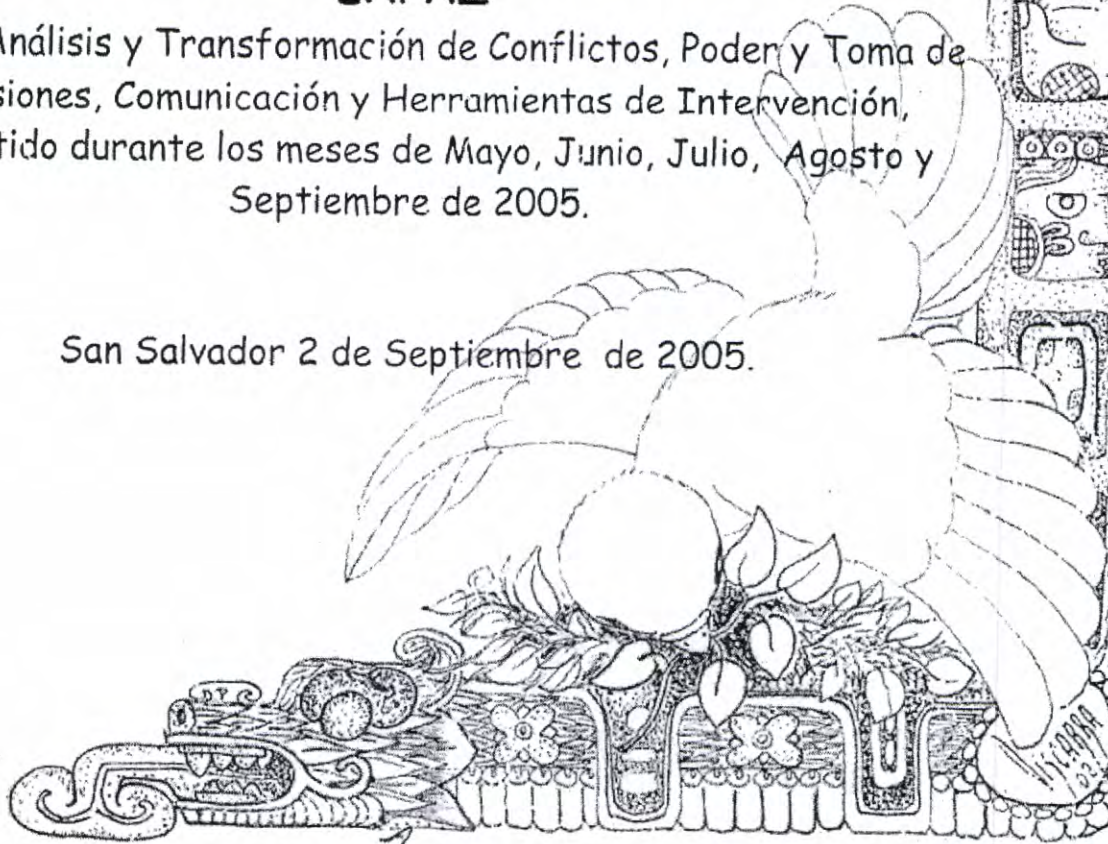 Análisis y Transformación de Conflictos, Poder y Toma de
siones, Comunicación y Herramientas de Intervención,
tido durante los meses de Mayo, Junio, Julio, Agosto y
Septiembre de 2005.
San Salvador 2 de Septiembre de 2005.